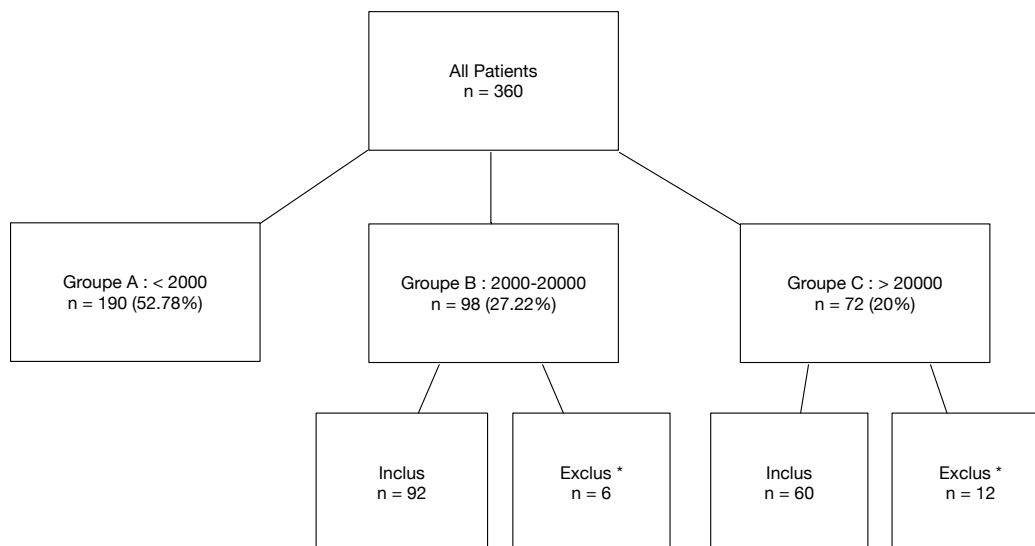 All Patients
n = 360
Groupe A : < 2000
n = 190 (52.78%)
Groupe B : 2000-20000
n = 98 (27.22%)
Groupe C : > 20000
n = 72 (20%)
Inclus
n = 92
Exclus *
n = 6
Inclus
n = 60
Exclus *
n = 12